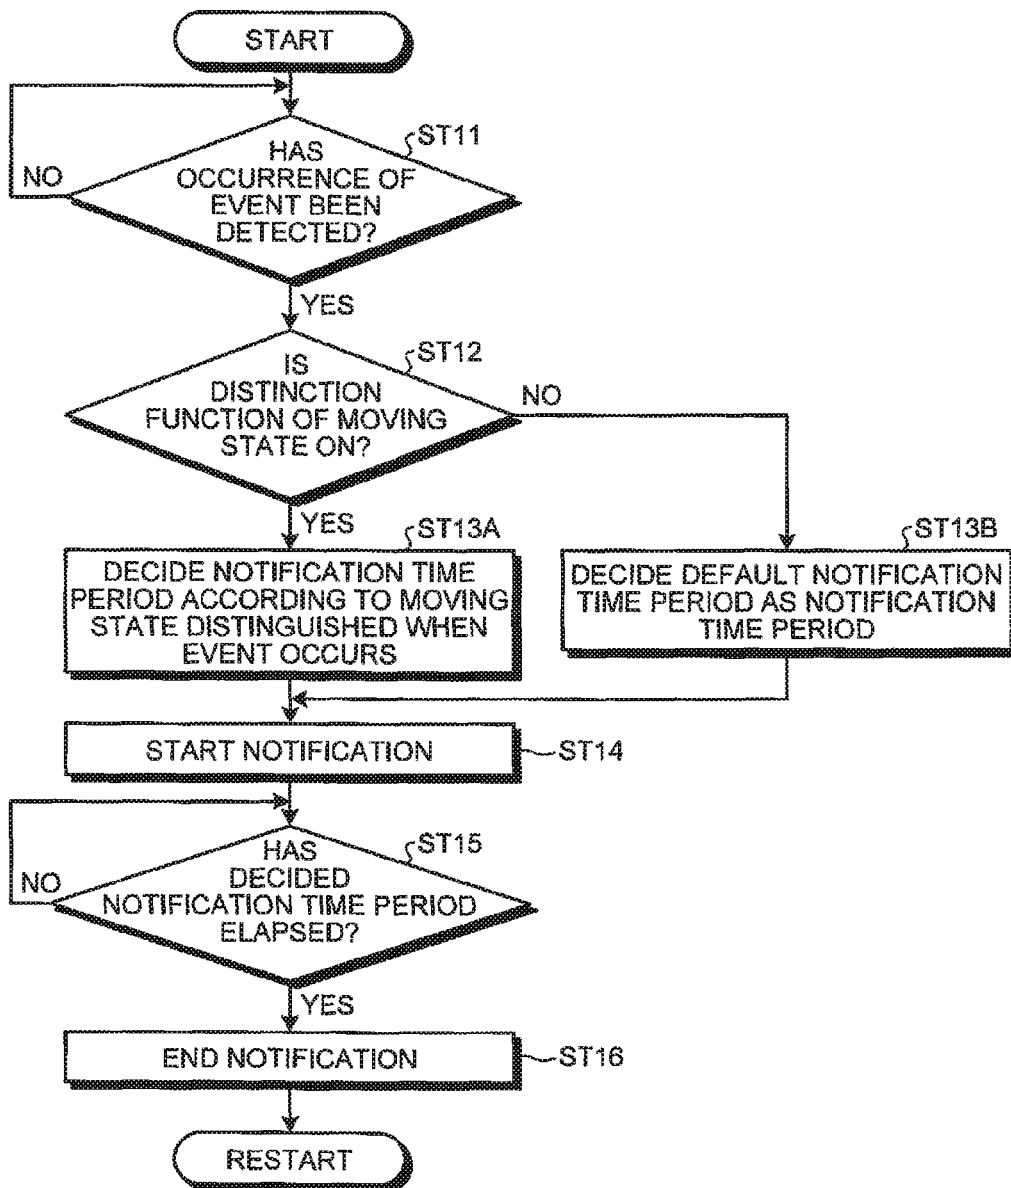 START
ST11
HAS
OCCURRENCE OF
EVENT BEEN
DETECTED?
NO
YES
ST12
IS
DISTINCTION
FUNCTION OF MOVING
STATE ON?
NO
YES
ST13A
DECIDE NOTIFICATION TIME
PERIOD ACCORDING TO MOVING
STATE DISTINGUISHED WHEN
EVENT OCCURS
ST13B
DECIDE DEFAULT NOTIFICATION
TIME PERIOD AS NOTIFICATION
TIME PERIOD
START NOTIFICATION
ST14
ST15
HAS
DECIDED
NOTIFICATION TIME PERIOD
ELAPSED?
NO
YES
END NOTIFICATION
ST16
RESTART